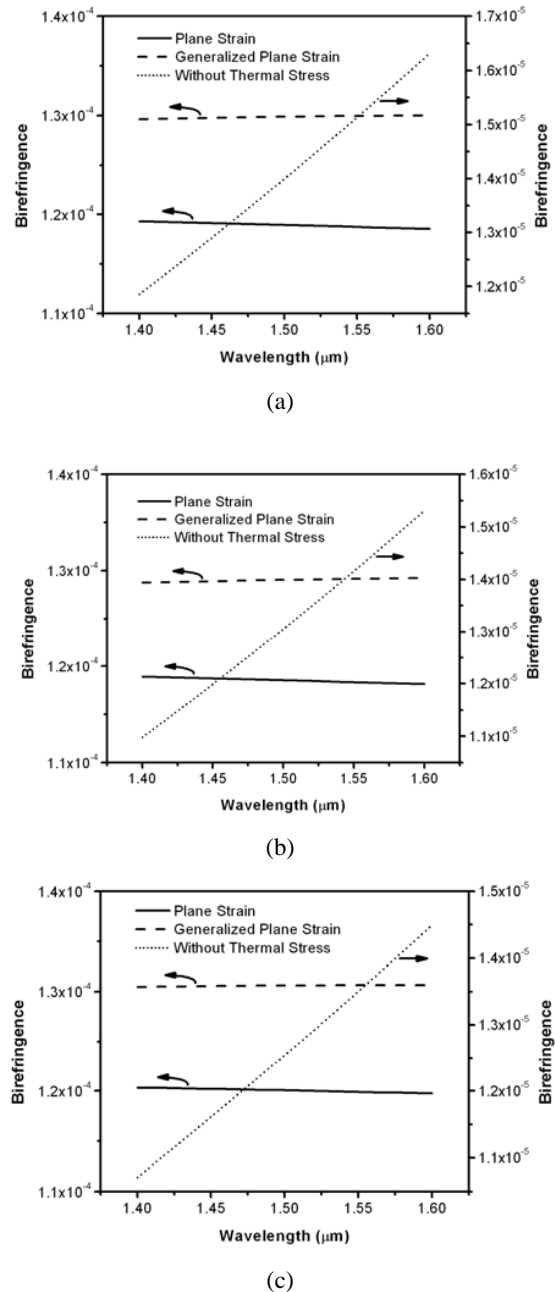 1.4x10⁻⁴
1.3x10⁻⁴
1.2x10⁻⁴
1.1x10⁻⁴
Birefringence
Plane Strain
Generalized Plane Strain
Without Thermal Stress
1.7x10⁻⁵
1.6x10⁻⁵
1.5x10⁻⁵
1.4x10⁻⁵
1.3x10⁻⁵
1.2x10⁻⁵
Birefringence
1.40 1.45 1.50 1.55 1.60
Wavelength (μm)
(a)
1.4x10⁻⁴
1.3x10⁻⁴
1.2x10⁻⁴
1.1x10⁻⁴
Birefringence
Plane Strain
Generalized Plane Strain
Without Thermal Stress
1.6x10⁻⁵
1.5x10⁻⁵
1.4x10⁻⁵
1.3x10⁻⁵
1.2x10⁻⁵
1.1x10⁻⁵
Birefringence
1.40 1.45 1.50 1.55 1.60
Wavelength (μm)
(b)
1.4x10⁻⁴
1.3x10⁻⁴
1.2x10⁻⁴
1.1x10⁻⁴
Birefringence
Plane Strain
Generalized Plane Strain
Without Thermal Stress
1.5x10⁻⁵
1.4x10⁻⁵
1.3x10⁻⁵
1.2x10⁻⁵
1.1x10⁻⁵
Birefringence
1.40 1.45 1.50 1.55 1.60
Wavelength (μm)
(c)